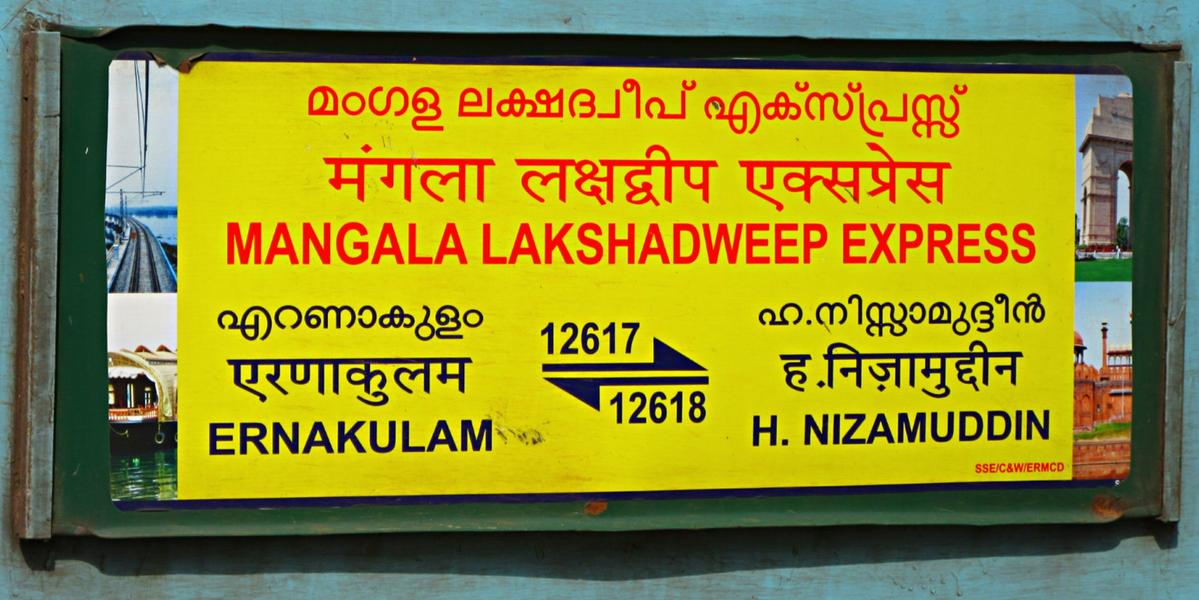 മംഗള ലക്ഷദ്വീപ് എക്സ്പ്രസ്സ്
मंगला लक्षद्वीप एक्सप्रेस
MANGALA LAKSHADWEEP EXPRESS
എറണാകുളം
एरणाकुलम
ERNAKULAM
12617
12618
ഹ.നിസ്സാമുദ്ദീൻ
ह.निज़ामुद्दीन
H. NIZAMUDDIN
SSE/C&W/ERMCD